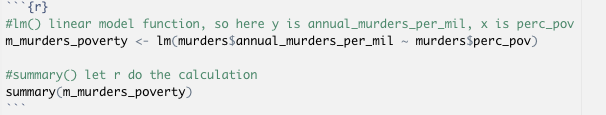 ```{r}
#lm() linear model function, so here y is annual_murders_per_mil, x is perc_pov
m_murders_poverty <- lm(murders$annual_murders_per_mil ~ murders$perc_pov)
#summary() let r do the calculation
summary(m_murders_poverty)
```